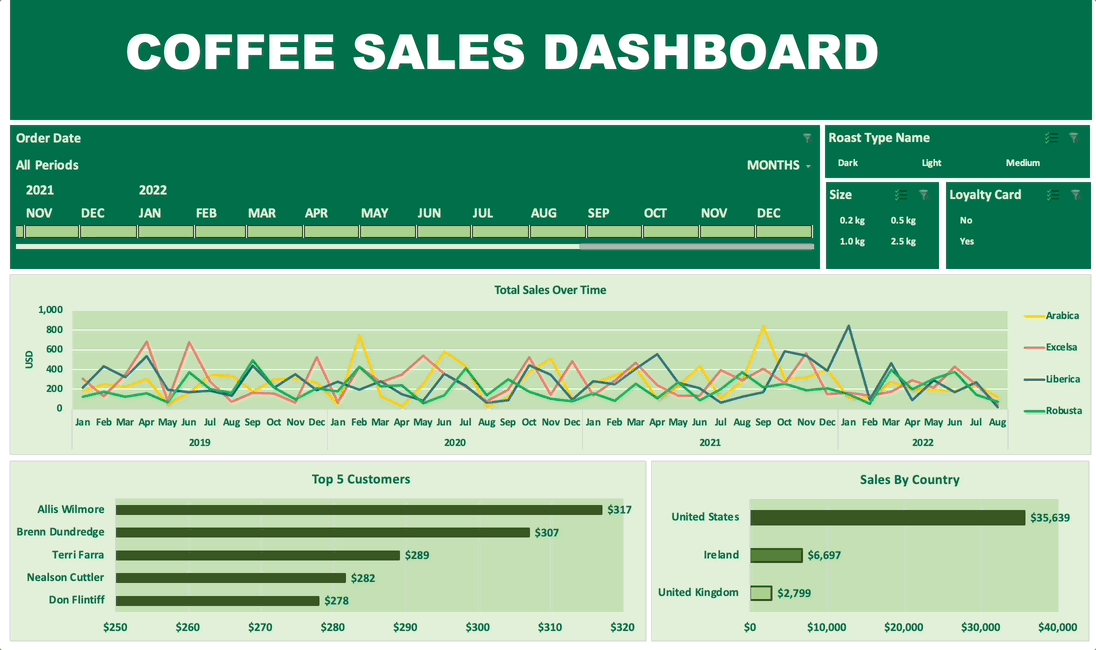 COFFEE SALES DASHBOARD
Order Date
All Periods
MONTHS
2021 2022
NOV DEC JAN FEB MAR APR MAY JUN JUL AUG SEP OCT NOV DEC
Roast Type Name
Dark Light Medium
Size
0.2 kg 0.5 kg
1.0 kg 2.5 kg
Loyalty Card
No
Yes
Total Sales Over Time
USD
1,000
800
600
400
200
0
Jan Feb Mar Apr May Jun Jul Aug Sep Oct Nov Dec Jan Feb Mar Apr May Jun Jul Aug Sep Oct Nov Dec Jan Feb Mar Apr May Jun Jul Aug Sep Oct Nov Dec Jan Feb Mar Apr May Jun Jul Aug
2019 2020 2021 2022
Arabica
Excelsa
Liberica
Robusta
Top 5 Customers
Allis Wilmore $317
Brenn Dundredge $307
Terri Farra $289
Nealson Cuttler $282
Don Flintiff $278
$250 $260 $270 $280 $290 $300 $310 $320
Sales By Country
United States $35,639
Ireland $6,697
United Kingdom $2,799
$0 $10,000 $20,000 $30,000 $40,000